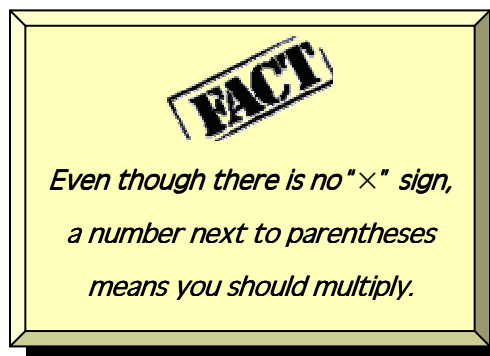 FACT
Even though there is no "×" sign,
a number next to parentheses
means you should multiply.